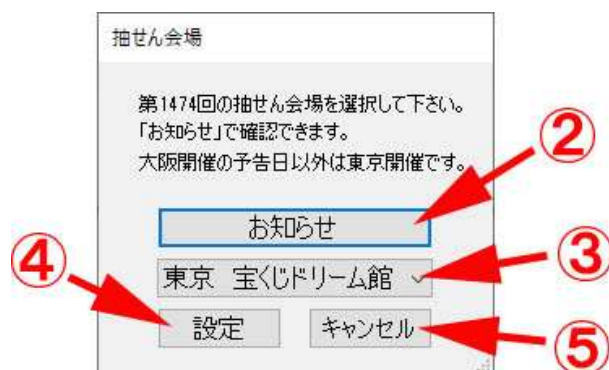 抽せん会場
第1474回の抽せん会場を選択して下さい。
「お知らせ」で確認できます。
大阪開催の予告日以外は東京開催です。
②
お知らせ
④
東京 宝くじドリーム館
③
設定
キャンセル
⑤